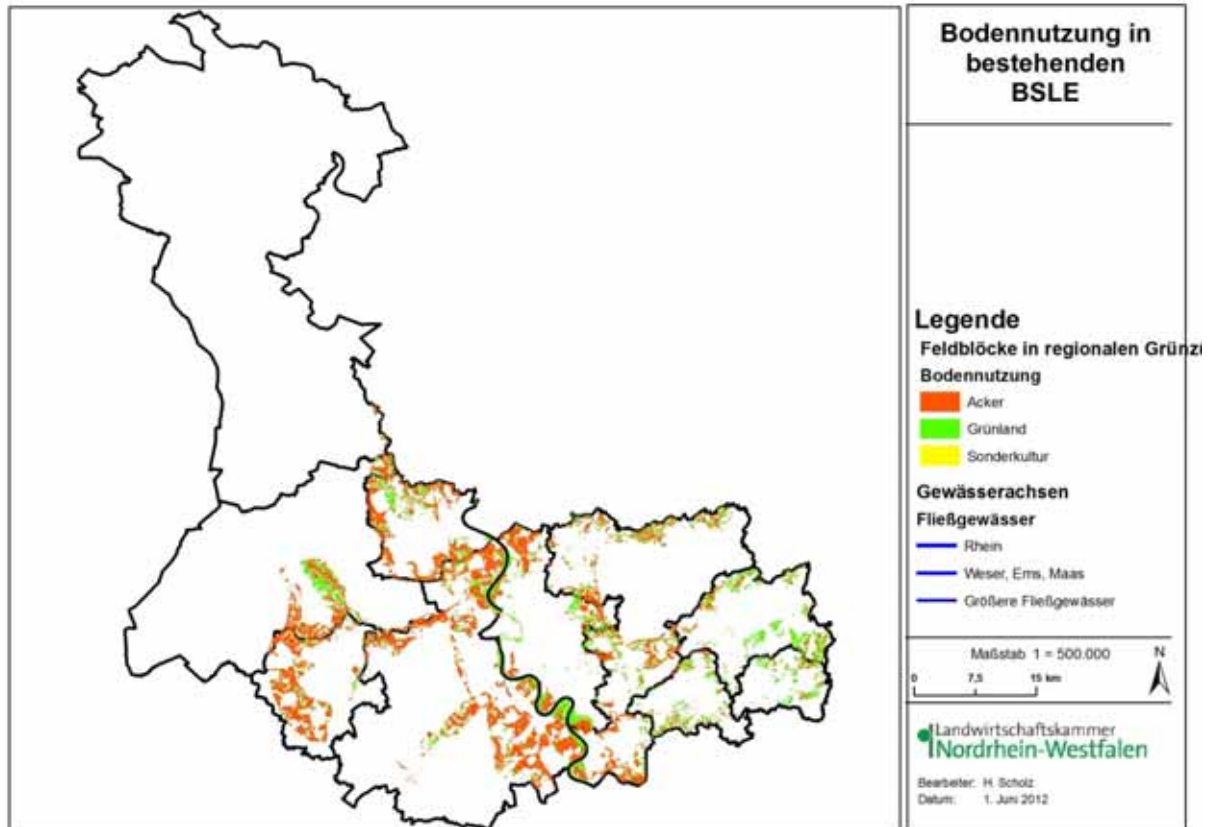 Bodennutzung in
bestehenden
BSLE
Legende
Feldblöcke in regionalen Grünz
Bodennutzung
Acker
Grünland
Sonderkultur
Gewässerachsen
Fließgewässer
Rhein
Weser, Ems, Maas
Größere Fließgewässer
Maßstab 1 = 500.000
N
0 7,5 15 km
Landwirtschaftskammer
Nordrhein-Westfalen
Bearbeiter: H. Scholz
Datum: 1. Juni 2012